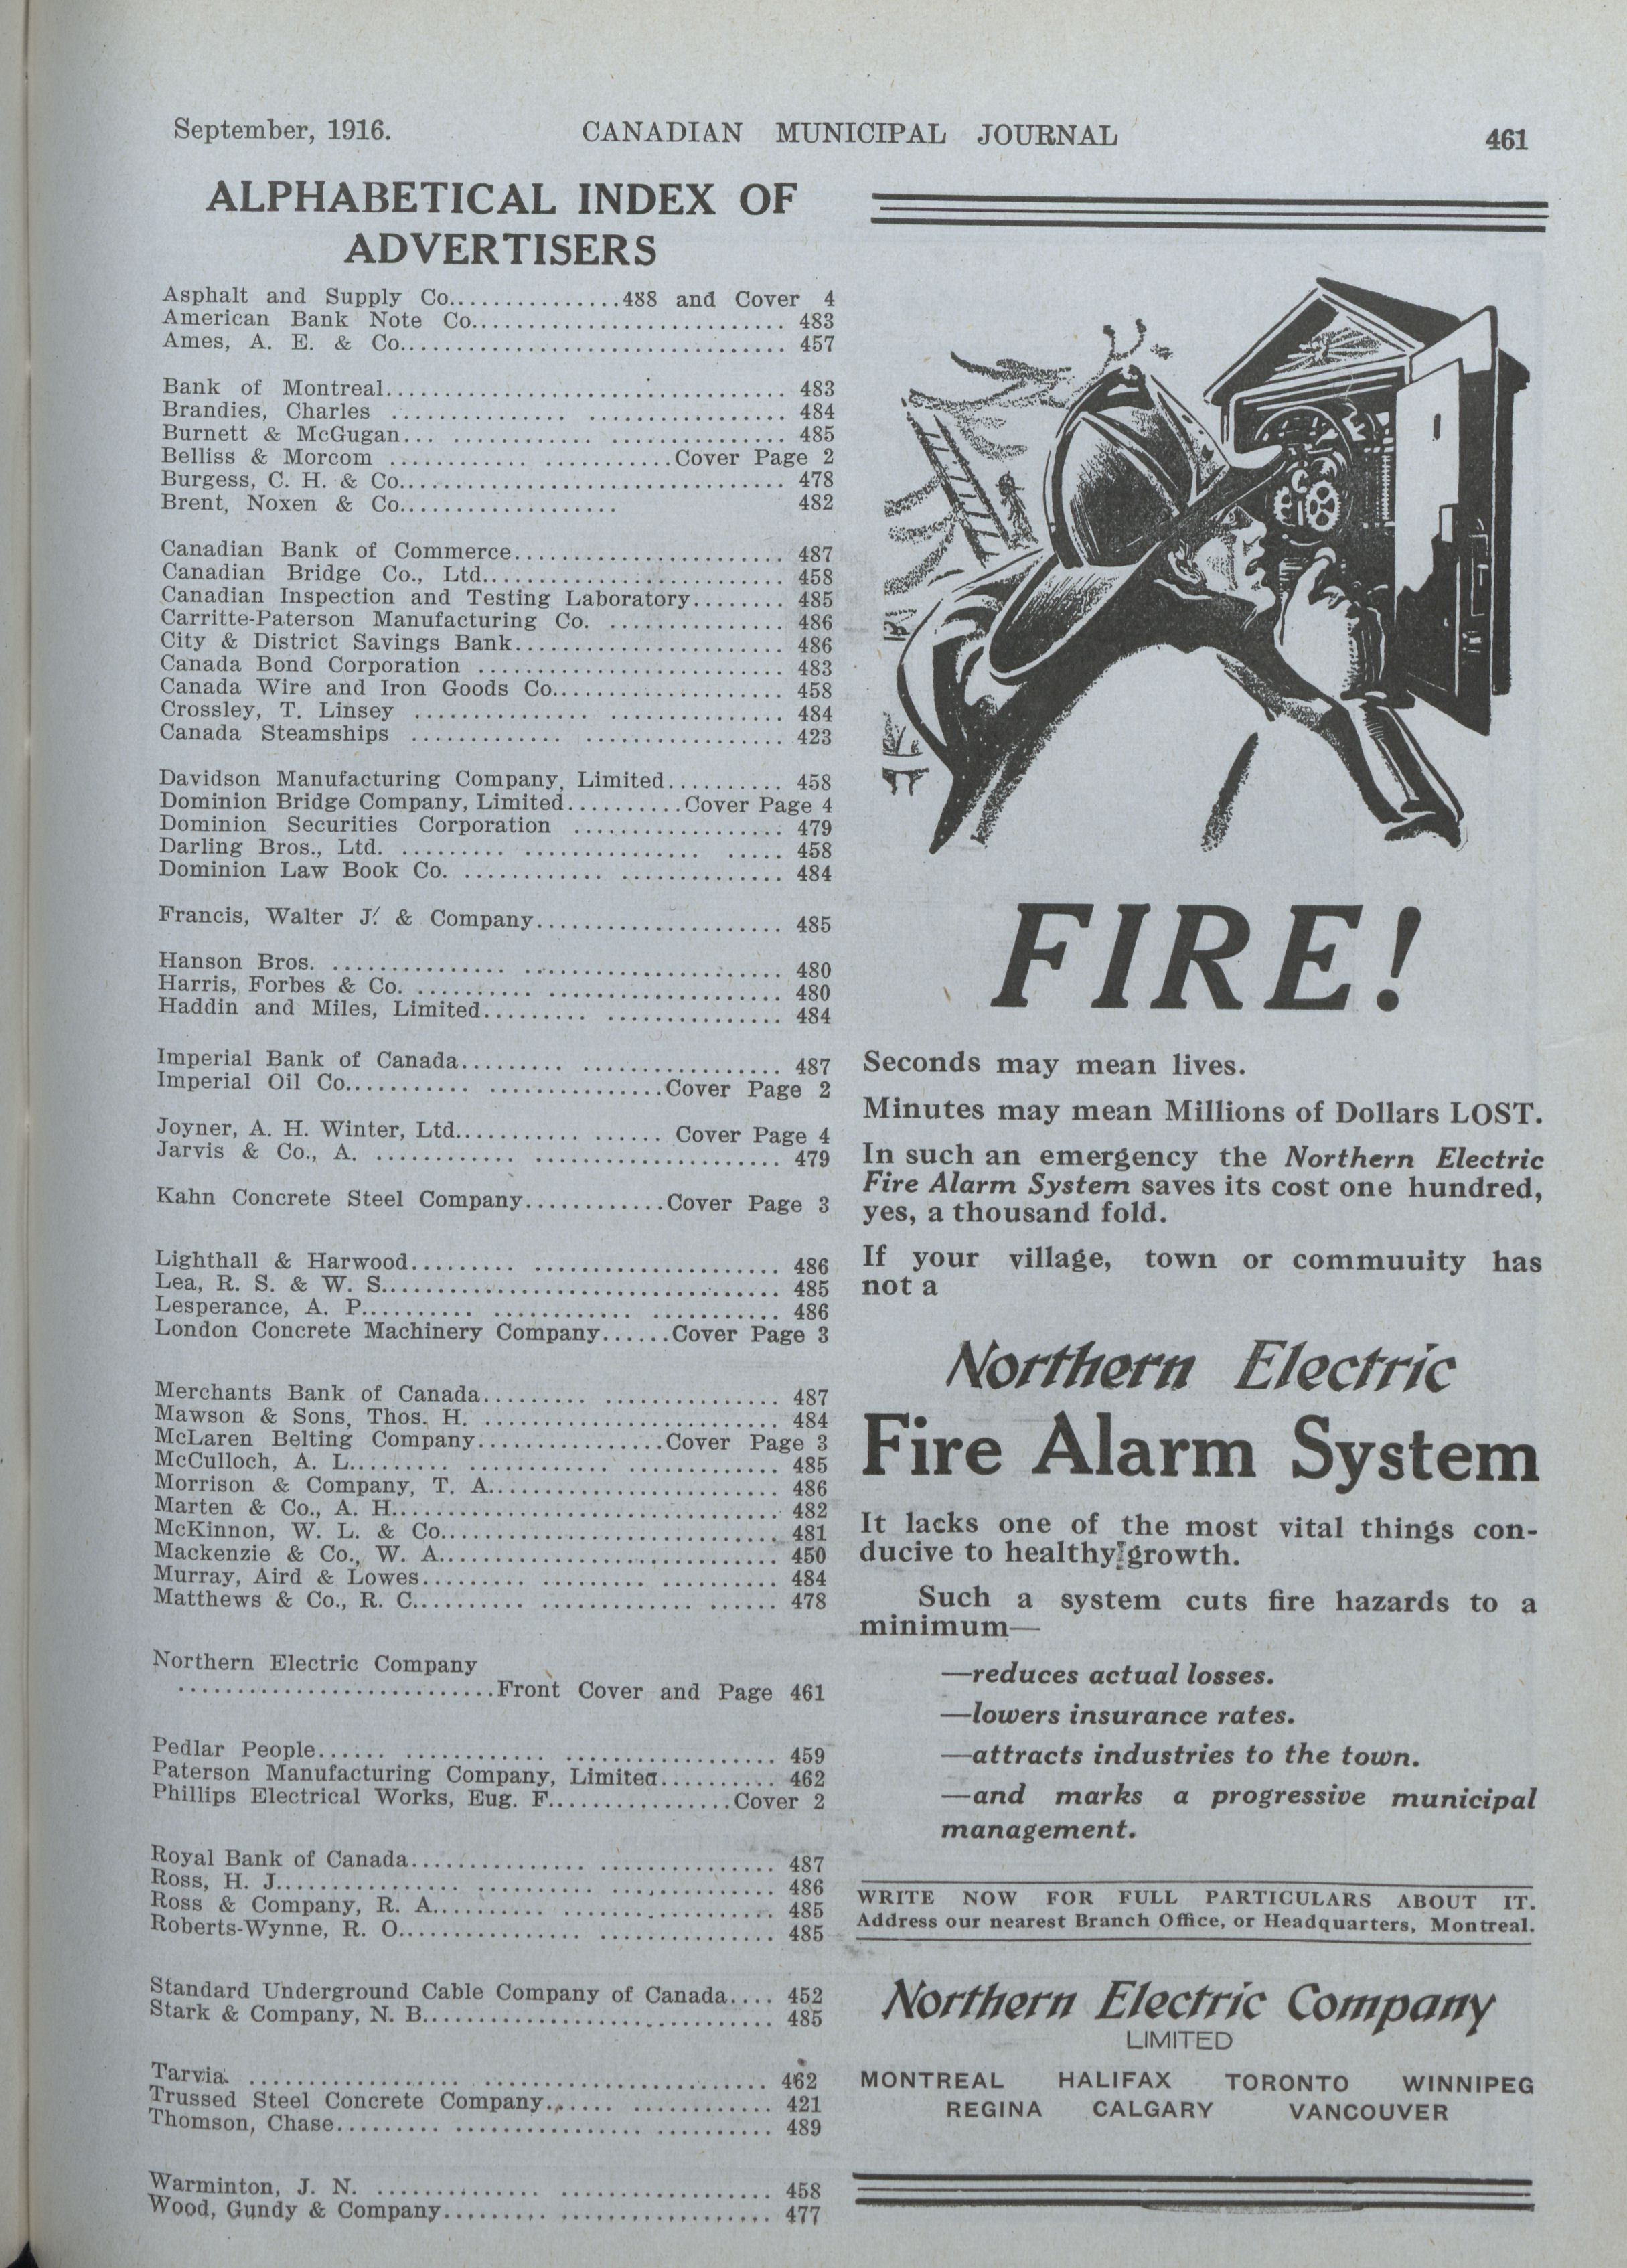 September, 1916.
CANADIAN MUNICIPAL JOURNAL
461
ALPHABETICAL INDEX OF
ADVERTISERS
Asphalt and Supply Co...............488 and Cover 4
American Bank Note Co........................... 483
Ames, A. E. & Co................................. 457
Bank of Montreal.................................. 483
Brandies, Charles ............... ................. 484
Burnett & McGugan... ............ ............... 485
Belliss & Morcom ............ ...........Cover Page 2
Burgess, C. H. & Co................................. 478
Brent, Noxen & Co................... 482
Canadian Bank of Commerce....................... 487
Canadian Bridge Co., Ltd.......................... 458
Canadian Inspection and Testing Laboratory........ 485
Carritte-Paterson Manufacturing Co. ............... 486
City & District Savings Bank....................... 486
Canada Bond Corporation .......................... 483
Canada Wire and Iron Goods Co.................... 458
Crossley, T. Linsey ............... ............... 484
Canada Steamships ............. ................. 423
Davidson Manufacturing Company, Limited.......... 458
Dominion Bridge Company, Limited..........Cover Page 4
Dominion Securities Corporation .................. 479
Darling Bros., Ltd. ......... ............... ..... 458
Dominion Law Book Co. ............ .............. 484
Francis, Walter J. & Company..................... 485
Hanson Bros. ............... ...................... 480
Harris, Forbes & Co. .......... .................... 480
Haddin and Miles, Limited......... ............... 484
Imperial Bank of Canada......... ................. 487
Imperial Oil Co........... ...............Cover Page 2
Joyner, A. H. Winter, Ltd........... ...... Cover Page 4
Jarvis & Co., A. ............ ..................... 479
Kahn Concrete Steel Company............Cover Page 3
Lighthall & Harwood......... ..................... 486
Lea, R. S. & W. S.................................. 485
Lesperance, A. P.......... ............ ........... 486
London Concrete Machinery Company......Cover Page 3
Merchants Bank of Canada......... ............... 487
Mawson & Sons, Thos. H. ......................... 484
McLaren Belting Company................Cover Page 3
McCulloch, A. L......... ............... ........... 485
Morrison & Company, T. A......................... 486
Marten & Co., A. H................................. 482
McKinnon, W. L. & Co............................. 481
Mackenzie & Co., W. A............................. 450
Murray, Aird & Lowes......... ......... .......... 484
Matthews & Co., R. C.......... ............. ...... 478
Northern Electric Company
...........................Front Cover and Page 461
Pedlar People...... ............ .................. 459
Paterson Manufacturing Company, Limited.......... 462
Phillips Electrical Works, Eug. F................Cover 2
Royal Bank of Canada............... ............... 487
Ross, H. J................ .......... .............. 486
Ross & Company, R. A.......... .................. 485
Roberts-Wynne, R. O................ ............... 485
Standard Underground Cable Company of Canada.... 452
Stark & Company, N. B.............................. 485
Tarvia. .................. ........................ 462
Trussed Steel Concrete Company....... ............ 421
Thomson, Chase......... ................ .......... 489
Warminton, J. N. .............. .................. 458
Wood, Gundy & Company......... .................. 477
FIRE!
Seconds may mean lives.
Minutes may mean Millions of Dollars LOST.
In such an emergency the Northern Electric
Fire Alarm System saves its cost one hundred,
yes, a thousand fold.
If your village, town or commuuity has
not a
Northern Electric
Fire Alarm System
It lacks one of the most vital things con-
ducive to healthy growth.
Such a system cuts fire hazards to a
minimum—
—reduces actual losses.
—lowers insurance rates.
—attracts industries to the town.
—and marks a progressive municipal
management.
WRITE NOW FOR FULL PARTICULARS ABOUT IT.
Address our nearest Branch Office, or Headquarters, Montreal.
Northern Electric Company
LIMITED
MONTREAL HALIFAX TORONTO WINNIPEG
REGINA CALGARY VANCOUVER